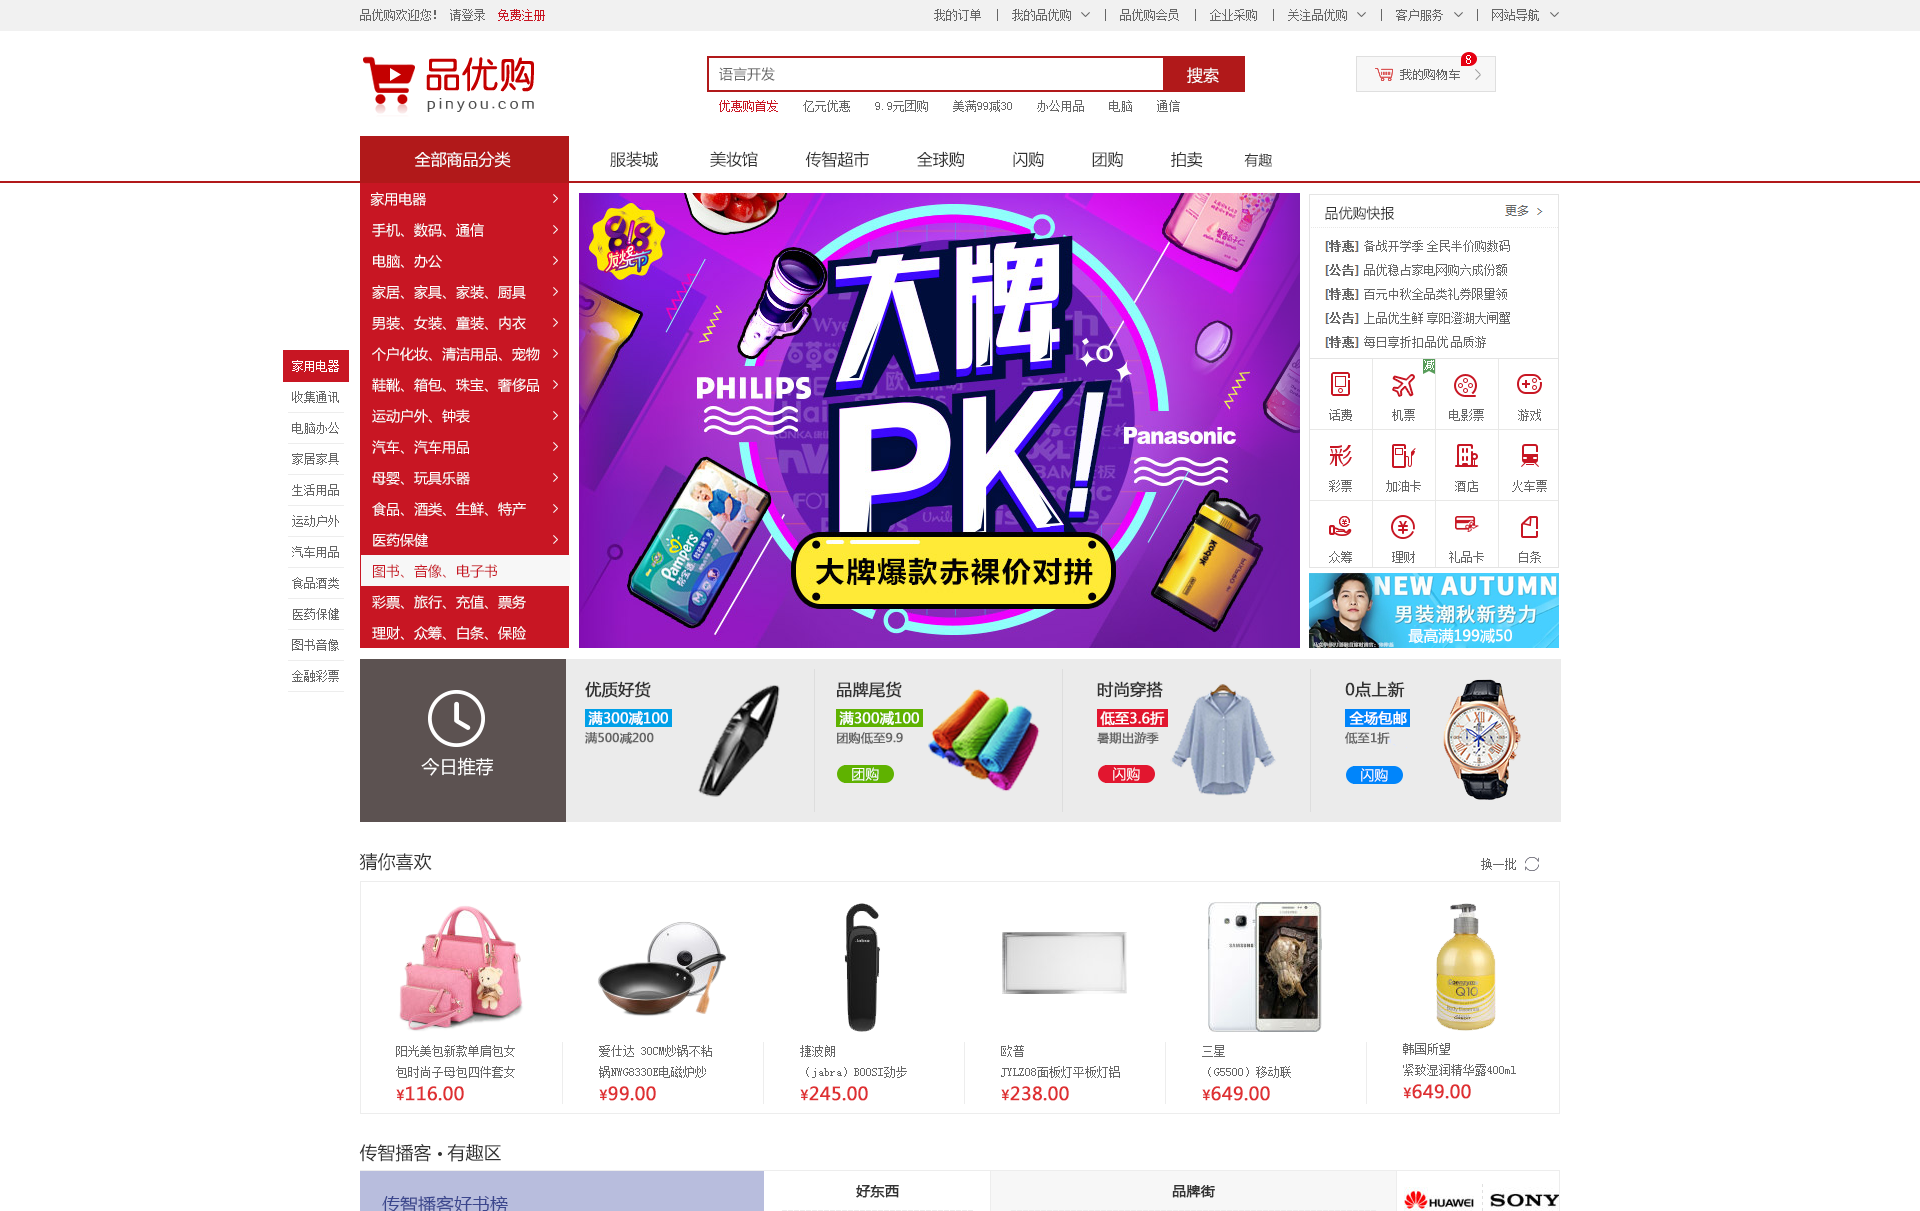 品优购欢迎您! 请登录 免费注册
我的订单 | 我的品优购 | 品优购会员 | 企业采购 | 关注品优购 | 客户服务 | 网站导航
品优购
pinyou.com
语言开发
搜索
我的购物车
8
优惠购首发 亿元优惠 9.9元团购 美满99减30 办公用品 电脑 通信
全部商品分类
服装城 美妆馆 传智超市 全球购 闪购 团购 拍卖 有趣
家用电器
手机、数码、通信
电脑、办公
家居、家具、家装、厨具
男装、女装、童装、内衣
个户化妆、清洁用品、宠物
鞋靴、箱包、珠宝、奢侈品
运动户外、钟表
汽车、汽车用品
母婴、玩具乐器
食品、酒类、生鲜、特产
医药保健
图书、音像、电子书
彩票、旅行、充值、票务
理财、众筹、白条、保险
家用电器
收集通讯
电脑办公
家居家具
生活用品
运动户外
汽车用品
食品酒类
医药保健
图书音像
金融彩票
大牌
PK!
PHILIPS
Panasonic
Pampers
Kodak
大牌爆款赤裸价对拼
品优购快报
更多
[特惠] 备战开学季 全民半价购数码
[公告] 品优稳占家电网购六成份额
[特惠] 百元中秋全品类礼券限量领
[公告] 上品优生鲜 享阳澄湖大闸蟹
[特惠] 每日享折扣品优品质游
减
话费 机票 电影票 游戏
彩票 加油卡 酒店 火车票
众筹 理财 礼品卡 白条
NEW AUTUMN
男装潮秋新势力
最高满199减50
今日推荐
优质好货
满300减100
满500减200
品牌尾货
满300减100
团购低至9.9
团购
时尚穿搭
低至3.6折
暑期出游季
闪购
0点上新
全场包邮
低至1折
闪购
猜你喜欢
换一批
Jabra
SAMSUNG
Q10
阳光美包新款单肩包女
包时尚子母包四件套女
¥116.00
爱仕达 30CM炒锅不粘
锅NWG8330E电磁炉炒
¥99.00
捷波朗
（jabra）BOOSI劲步
¥245.00
欧普
JYLZ08面板灯平板灯铝
¥238.00
三星
（G5500）移动联
¥649.00
韩国所望
紧致湿润精华露400ml
¥649.00
传智播客 • 有趣区
传智播客好书榜
好东西
品牌街
HUAWEI
SONY